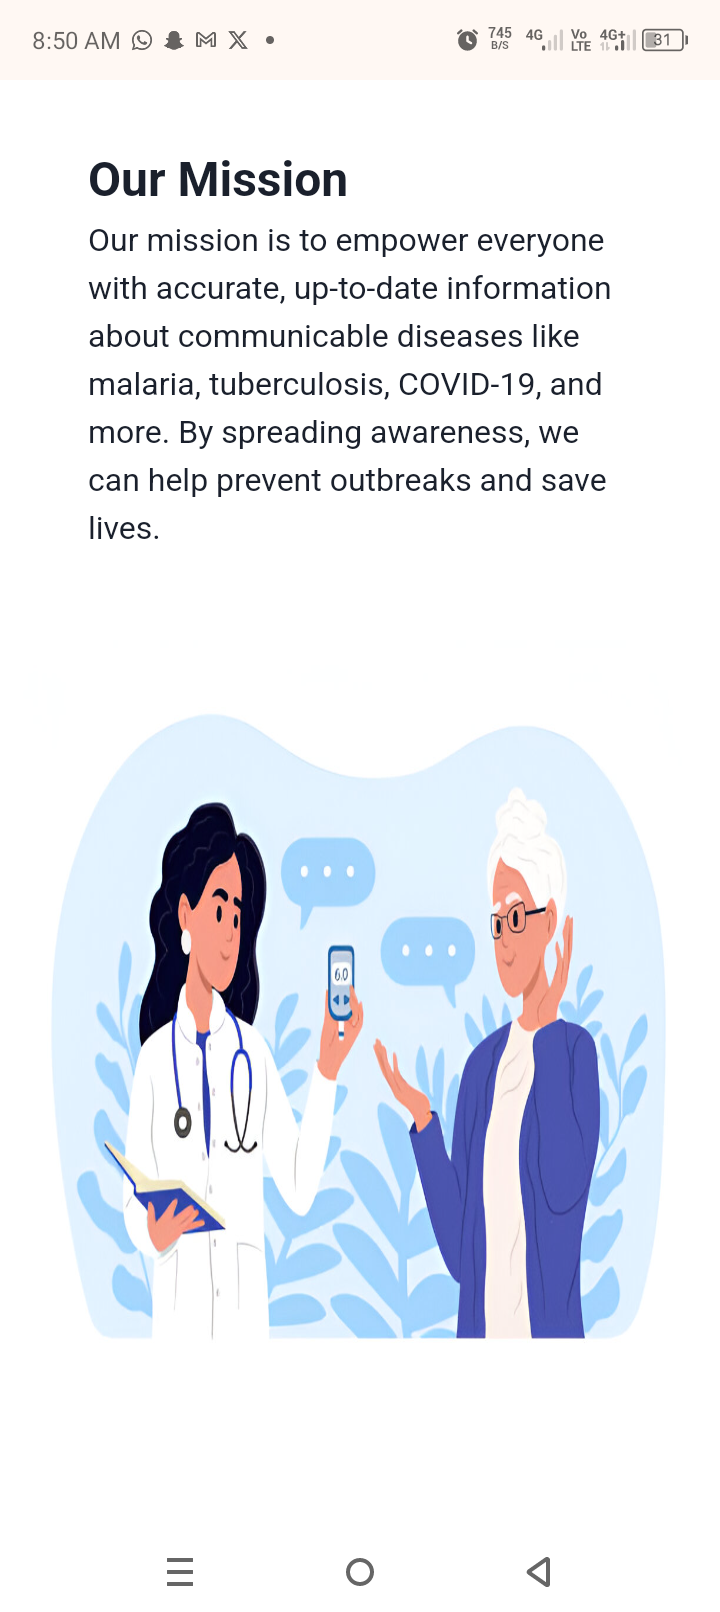 8:50 AM
745 B/S 4G Vo LTE 4G+ 31
Our Mission
Our mission is to empower everyone
with accurate, up-to-date information
about communicable diseases like
malaria, tuberculosis, COVID-19, and
more. By spreading awareness, we
can help prevent outbreaks and save
lives.
6.0